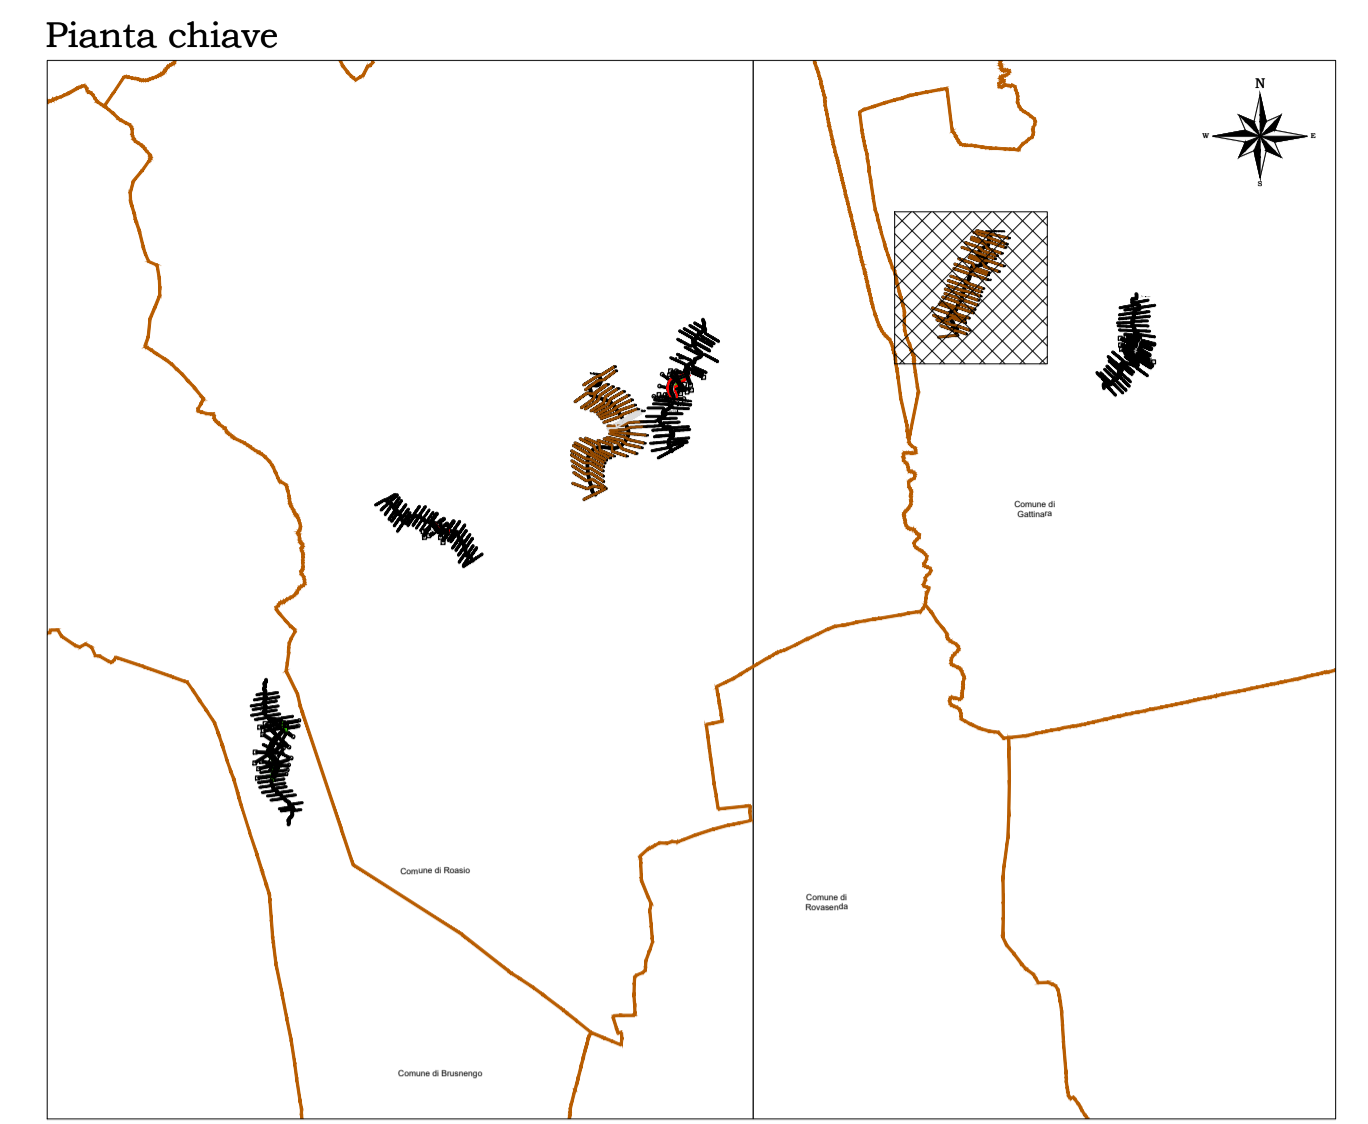 Pianta chiave
N
W
E
S
Comune di
Gattinara
Comune di Roasio
Comune di
Rovasenda
Comune di Brusnengo